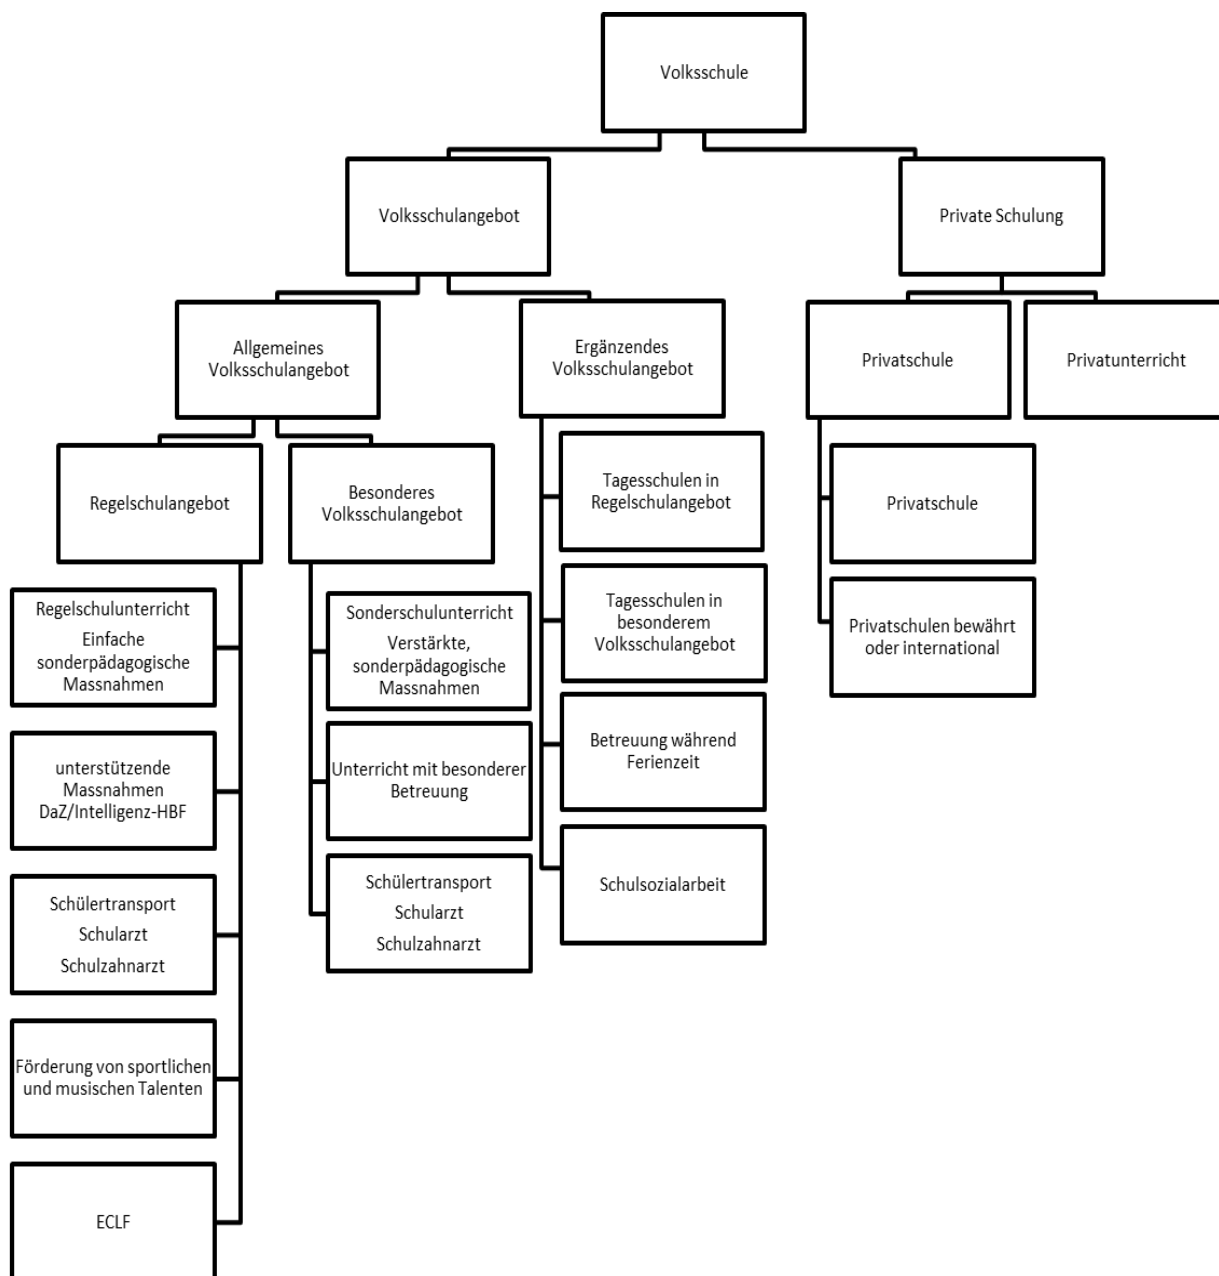 Volksschule
Volksschulangebot
Private Schulung
Allgemeines
Volksschulangebot
Ergänzendes
Volksschulangebot
Privatschule
Privatunterricht
Regelschulangebot
Besonderes
Volksschulangebot
Tagesschulen in
Regelschulangebot
Privatschule
Regelschulunterricht
Einfache
sonderpädagogische
Massnahmen
Sonderschulunterricht
Verstärkte,
sonderpädagogische
Massnahmen
Tagesschulen in
besonderem
Volksschulangebot
Privatschulen bewährt
oder international
unterstützende
Massnahmen
DaZ/Intelligenz-HBF
Unterricht mit besonderer
Betreuung
Betreuung während
Ferienzeit
Schülertransport
Schularzt
Schulzahnarzt
Schülertransport
Schularzt
Schulzahnarzt
Schulsozialarbeit
Förderung von sportlichen
und musischen Talenten
ECLF